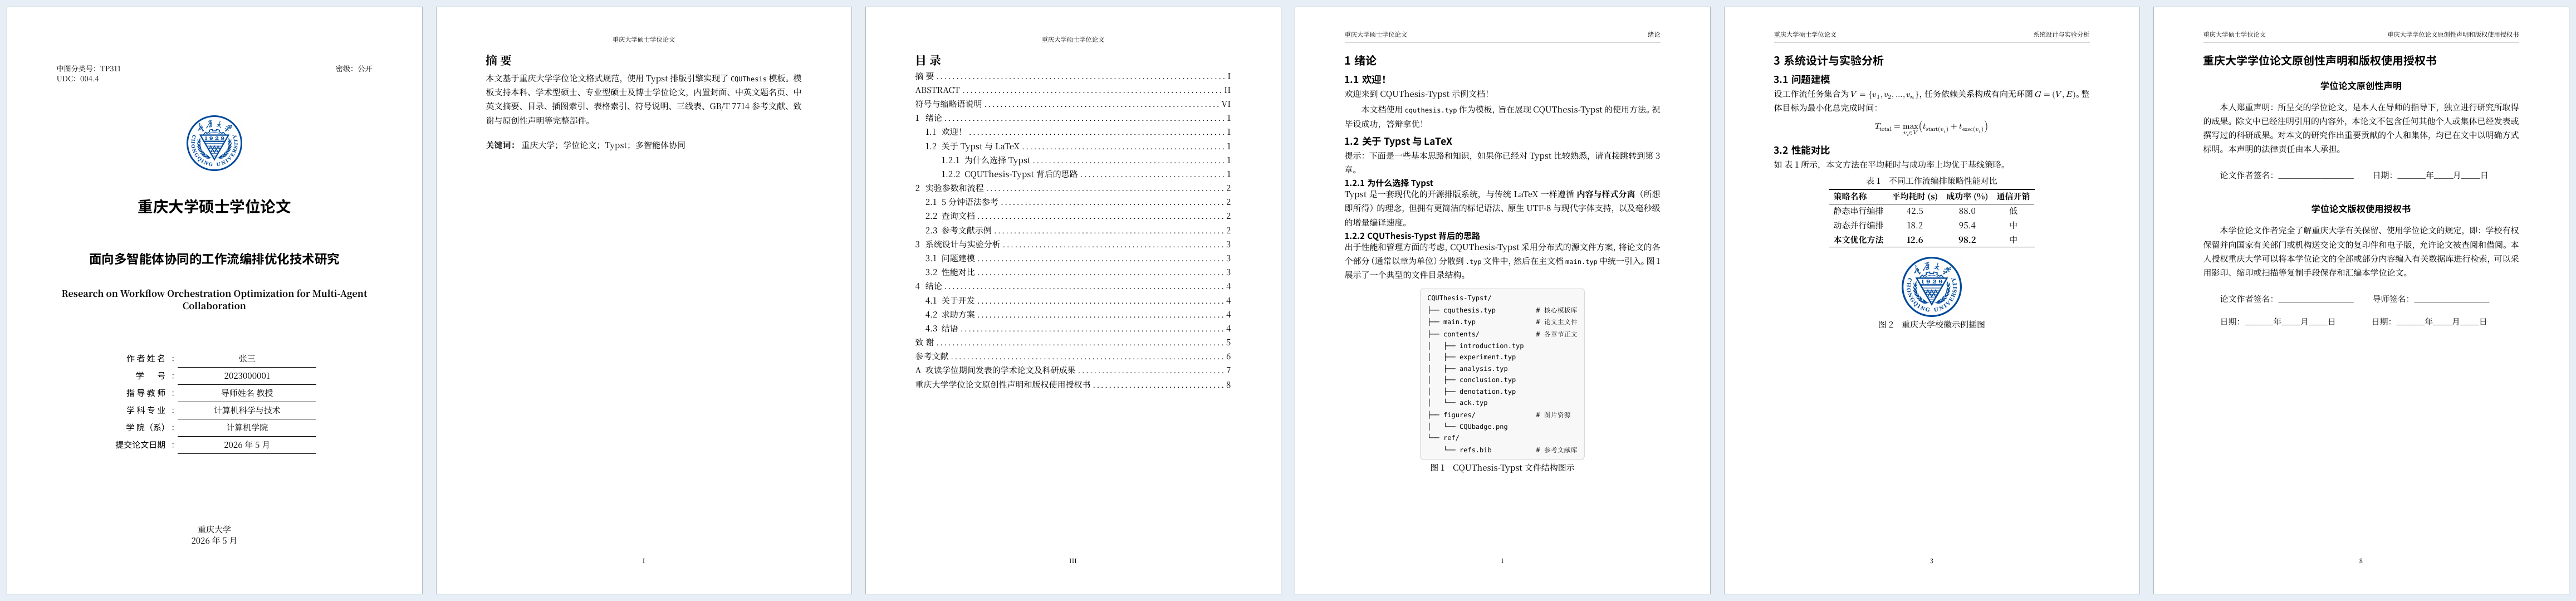 中图分类号：TP311
密级：公开
UDC：004.4
重庆大学
1929
CHONGQING UNIVERSITY
重庆大学硕士学位论文
面向多智能体协同的工作流编排优化技术研究
Research on Workflow Orchestration Optimization for Multi-Agent
Collaboration
作者姓名 ： 张三
学 号 ： 2023000001
指导教师 ： 导师姓名 教授
学科专业 ： 计算机科学与技术
学院（系） ： 计算机学院
提交论文日期 ： 2026 年 5 月
重庆大学
2026 年 5 月
重庆大学硕士学位论文
摘 要
本文基于重庆大学学位论文格式规范，使用 Typst 排版引擎实现了 CQUThesis 模板。模
板支持本科、学术型硕士、专业型硕士及博士学位论文，内置封面、中英文题名页、中
英文摘要、目录、插图索引、表格索引、符号说明、三线表、GB/T 7714 参考文献、致
谢与原创性声明等完整部件。
关键词： 重庆大学；学位论文；Typst；多智能体协同
I
重庆大学硕士学位论文
目 录
摘 要 I
ABSTRACT II
符号与缩略语说明 VI
1 绪论 1
1.1 欢迎！ 1
1.2 关于 Typst 与 LaTeX 1
1.2.1 为什么选择 Typst 1
1.2.2 CQUThesis-Typst 背后的思路 1
2 实验参数和流程 2
2.1 5 分钟语法参考 2
2.2 查询文档 2
2.3 参考文献示例 2
3 系统设计与实验分析 3
3.1 问题建模 3
3.2 性能对比 3
4 结论 4
4.1 关于开发 4
4.2 求助方案 4
4.3 结语 4
致 谢 5
参考文献 6
A 攻读学位期间发表的学术论文及科研成果 7
重庆大学学位论文原创性声明和版权使用授权书 8
III
重庆大学硕士学位论文 绪论
1 绪论
1.1 欢迎！
欢迎来到 CQUThesis-Typst 示例文档！
本文档使用 cquthesis.typ 作为模板，旨在展现 CQUThesis-Typst 的使用方法。祝
毕设成功，答辩拿优！
1.2 关于 Typst 与 LaTeX
提示：下面是一些基本思路和知识，如果你已经对 Typst 比较熟悉，请直接跳转到第 3
章。
1.2.1 为什么选择 Typst
Typst 是一套现代化的开源排版系统，与传统 LaTeX 一样遵循 内容与样式分离（所想
即所得）的理念，但拥有更简洁的标记语法、原生 UTF-8 与现代字体支持，以及毫秒级
的增量编译速度。
1.2.2 CQUThesis-Typst 背后的思路
出于性能和管理方面的考虑，CQUThesis-Typst 采用分布式的源文件方案，将论文的各
个部分（通常以章为单位）分散到 .typ 文件中，然后在主文档 main.typ 中统一引入。图 1
展示了一个典型的文件目录结构。
CQUThesis-Typst/
├── cquthesis.typ # 核心模板库
├── main.typ # 论文主文件
├── contents/ # 各章节正文
│ ├── introduction.typ
│ ├── experiment.typ
│ ├── analysis.typ
│ ├── conclusion.typ
│ ├── denotation.typ
│ └── ack.typ
├── figures/ # 图片资源
│ └── CQUbadge.png
└── ref/
└── refs.bib # 参考文献库
图 1 CQUThesis-Typst 文件结构图示
1
重庆大学硕士学位论文 系统设计与实验分析
3 系统设计与实验分析
3.1 问题建模
设工作流任务集合为 V = {v₁, v₂, ..., vₙ}, 任务依赖关系构成有向无环图 G = (V, E)。整
体目标为最小化总完成时间：
T_total = max_{v_i∈V} (t_start(v_i) + t_exec(v_i))
3.2 性能对比
如 表 1 所示，本文方法在平均耗时与成功率上均优于基线策略。
表 1 不同工作流编排策略性能对比
策略名称 平均耗时 (s) 成功率 (%) 通信开销
静态串行编排 42.5 88.0 低
动态并行编排 18.2 95.4 中
本文优化方法 12.6 98.2 中
重庆大学
1929
CHONGQING UNIVERSITY
图 2 重庆大学校徽示例插图
3
重庆大学硕士学位论文 重庆大学学位论文原创性声明和版权使用授权书
重庆大学学位论文原创性声明和版权使用授权书
学位论文原创性声明
本人郑重声明：所呈交的学位论文，是本人在导师的指导下，独立进行研究所取得
的成果。除文中已经注明引用的内容外，本论文不包含任何其他个人或集体已经发表或
撰写过的科研成果。对本文的研究作出重要贡献的个人和集体，均已在文中以明确方式
标明。本声明的法律责任由本人承担。
论文作者签名：________ 日期：____年___月___日
学位论文版权使用授权书
本学位论文作者完全了解重庆大学有关保留、使用学位论文的规定，即：学校有权
保留并向国家有关部门或机构送交论文的复印件和电子版，允许论文被查阅和借阅。本
人授权重庆大学可以将本学位论文的全部或部分内容编入有关数据库进行检索，可以采
用影印、缩印或扫描等复制手段保存和汇编本学位论文。
论文作者签名：________ 导师签名：________
日期：____年___月___日 日期：____年___月___日
8